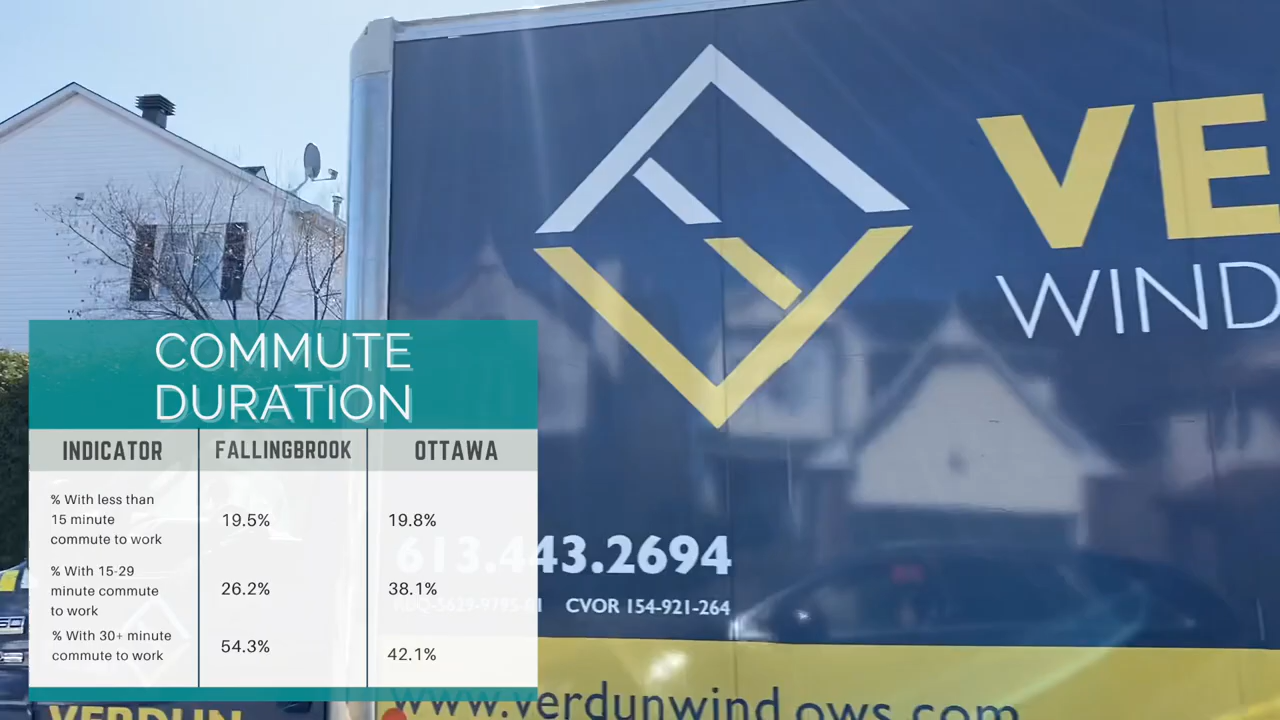 VE
WIND
COMMUTE
DURATION
INDICATOR FALLINGBROOK OTTAWA
% With less than
15 minute
commute to work
19.5% 19.8%
% With 15-29
minute commute
to work
26.2% 38.1%
% With 30+ minute
commute to work
54.3% 42.1%
613.443.2694
CVOR 154-921-264
www.verdunwindows.com
VERDUN